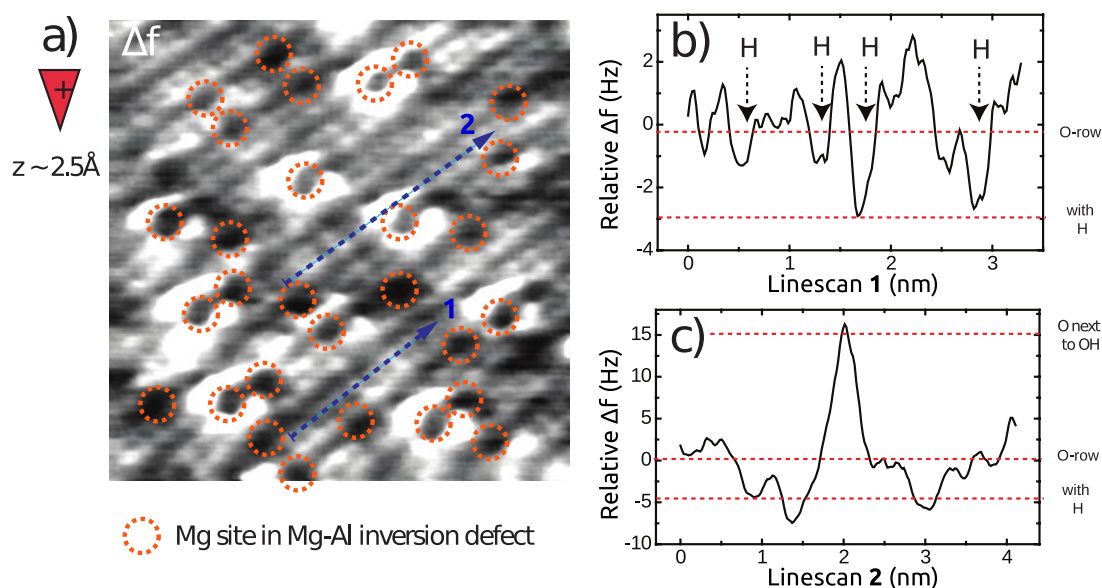 a)
Δf
+
z ~ 2.5Å
2
1
Mg site in Mg-Al inversion defect
b)
H H H H
Relative Δf (Hz)
2
0
-2
-4
O-row
with
H
0 1 2 3
Linescan 1 (nm)
c)
Relative Δf (Hz)
15
10
5
0
-5
-10
O next
to OH
O-row
with
H
0 1 2 3 4
Linescan 2 (nm)